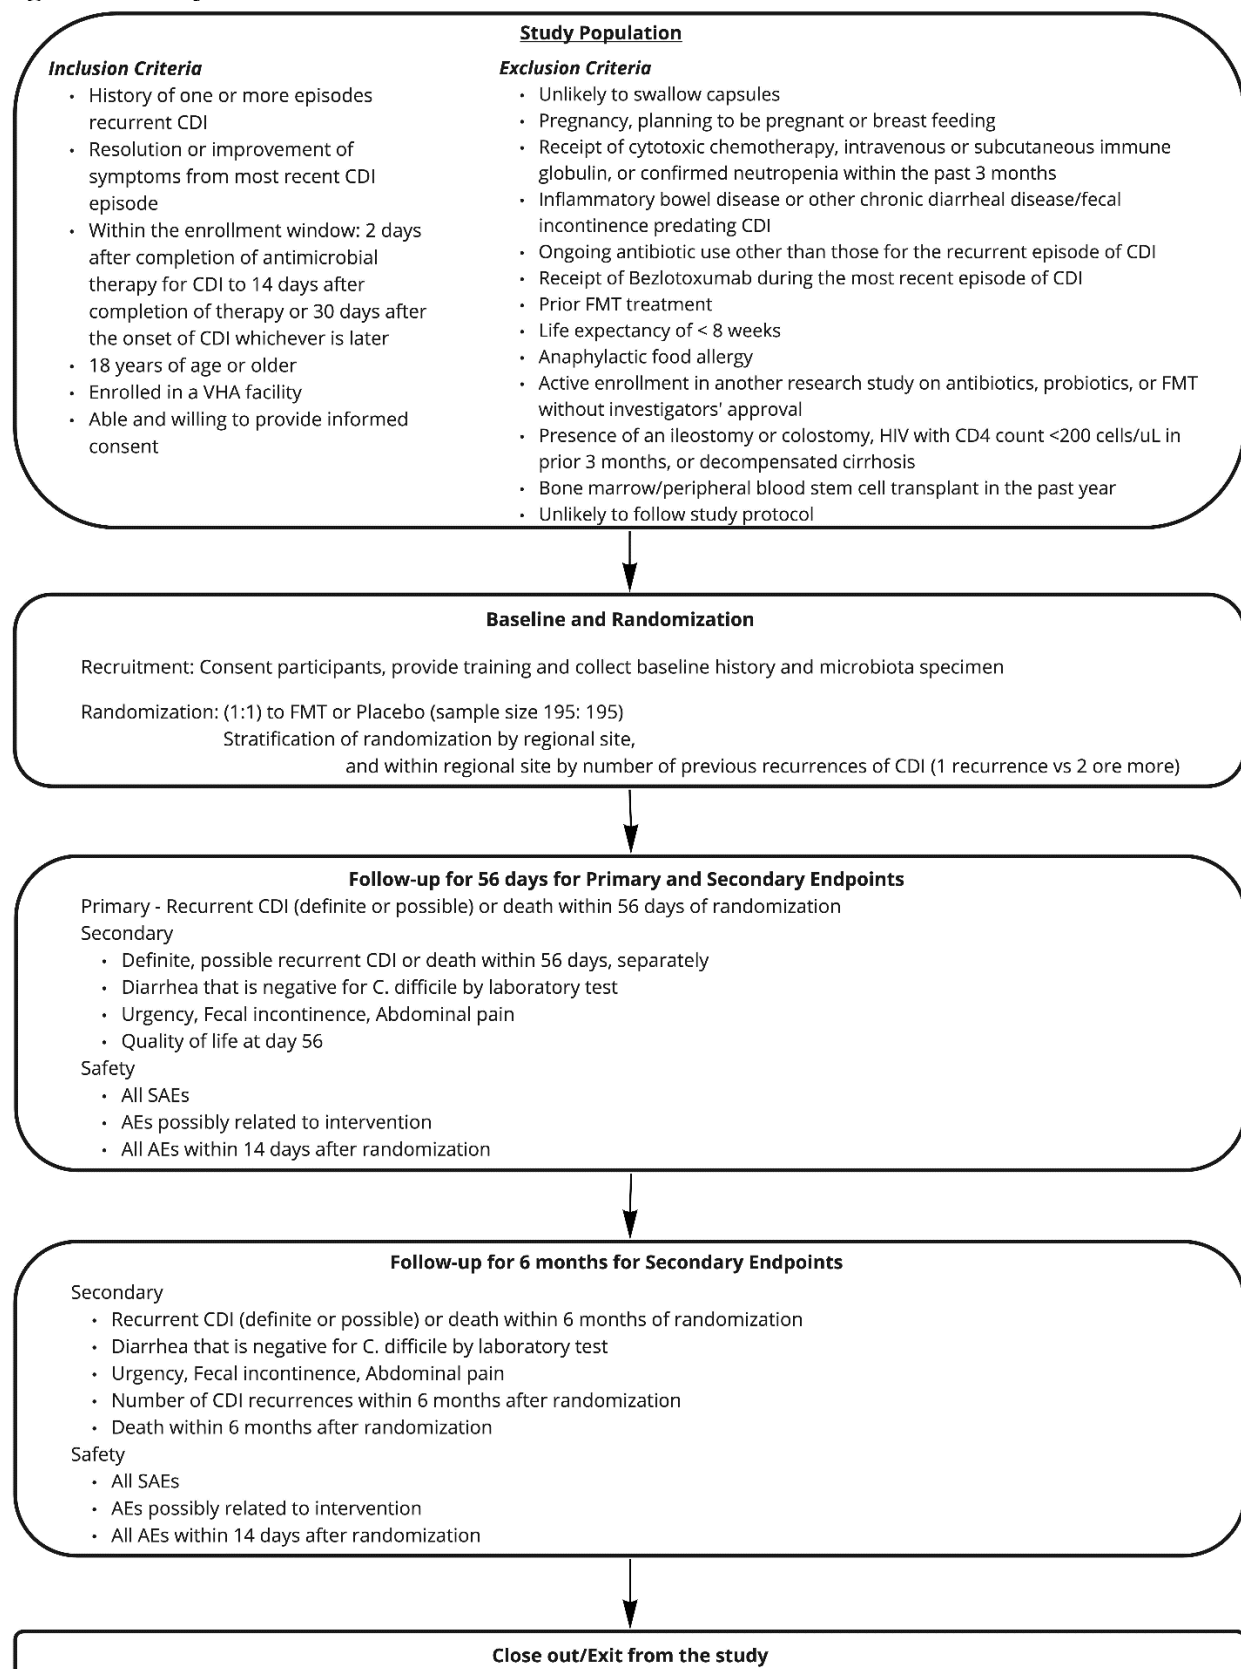 Study Population
Inclusion Criteria
• History of one or more episodes
recurrent CDI
• Resolution or improvement of
symptoms from most recent CDI
episode
• Within the enrollment window: 2 days
after completion of antimicrobial
therapy for CDI to 14 days after
completion of therapy or 30 days after
the onset of CDI whichever is later
• 18 years of age or older
• Enrolled in a VHA facility
• Able and willing to provide informed
consent
Exclusion Criteria
• Unlikely to swallow capsules
• Pregnancy, planning to be pregnant or breast feeding
• Receipt of cytotoxic chemotherapy, intravenous or subcutaneous immune
globulin, or confirmed neutropenia within the past 3 months
• Inflammatory bowel disease or other chronic diarrheal disease/fecal
incontinence predating CDI
• Ongoing antibiotic use other than those for the recurrent episode of CDI
• Receipt of Bezlotoxumab during the most recent episode of CDI
• Prior FMT treatment
• Life expectancy of < 8 weeks
• Anaphylactic food allergy
• Active enrollment in another research study on antibiotics, probiotics, or FMT
without investigators' approval
• Presence of an ileostomy or colostomy, HIV with CD4 count <200 cells/uL in
prior 3 months, or decompensated cirrhosis
• Bone marrow/peripheral blood stem cell transplant in the past year
• Unlikely to follow study protocol
Baseline and Randomization
Recruitment: Consent participants, provide training and collect baseline history and microbiota specimen
Randomization: (1:1) to FMT or Placebo (sample size 195: 195)
Stratification of randomization by regional site,
and within regional site by number of previous recurrences of CDI (1 recurrence vs 2 ore more)
Follow-up for 56 days for Primary and Secondary Endpoints
Primary - Recurrent CDI (definite or possible) or death within 56 days of randomization
Secondary
• Definite, possible recurrent CDI or death within 56 days, separately
• Diarrhea that is negative for C. difficile by laboratory test
• Urgency, Fecal incontinence, Abdominal pain
• Quality of life at day 56
Safety
• All SAEs
• AEs possibly related to intervention
• All AEs within 14 days after randomization
Follow-up for 6 months for Secondary Endpoints
Secondary
• Recurrent CDI (definite or possible) or death within 6 months of randomization
• Diarrhea that is negative for C. difficile by laboratory test
• Urgency, Fecal incontinence, Abdominal pain
• Number of CDI recurrences within 6 months after randomization
• Death within 6 months after randomization
Safety
• All SAEs
• AEs possibly related to intervention
• All AEs within 14 days after randomization
Close out/Exit from the study